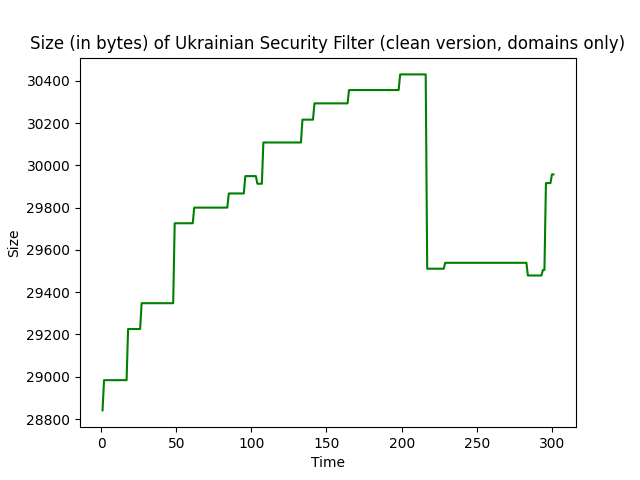 Size (in bytes) of Ukrainian Security Filter (clean version, domains only)
30400
30200
30000
29800
29600
29400
29200
29000
28800
Size
0 50 100 150 200 250 300
Time